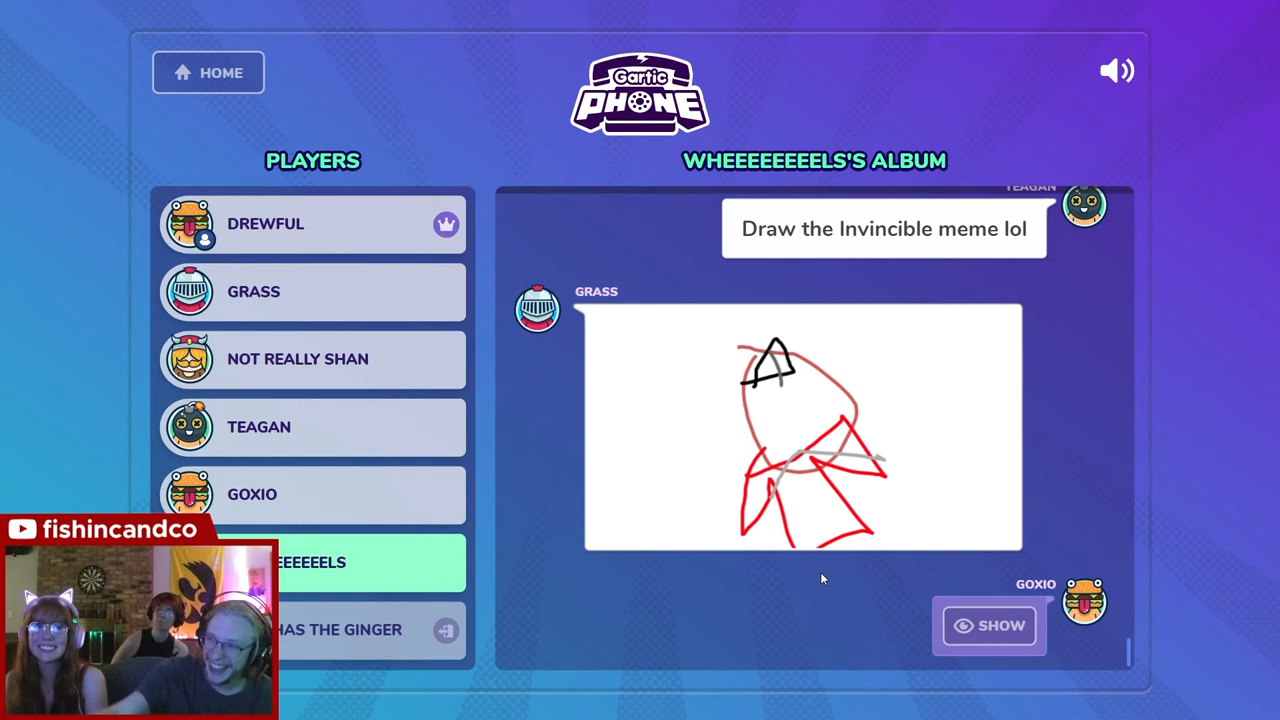 HOME
Gartic
PHONE
PLAYERS
WHEEEEEEEELS'S ALBUM
DREWFUL
GRASS
NOT REALLY SHAN
TEAGAN
GOXIO
EEEEELS
HAS THE GINGER
TEAGAN
Draw the Invincible meme lol
GRASS
GOXIO
SHOW
fishincandco